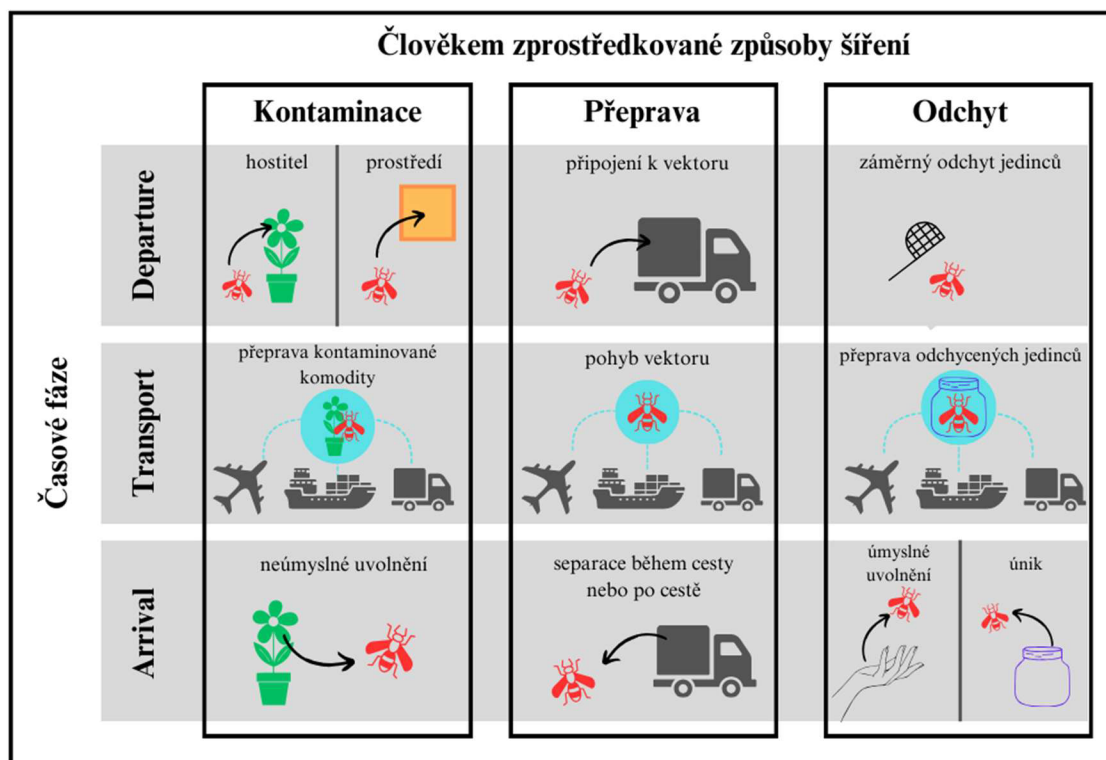 Člověkem zprostředkované způsoby šíření
Kontaminace
Přeprava
Odchyt
Časové fáze
Departure
hostitel
prostředí
připojení k vektoru
záměrný odchyt jedinců
Transport
přeprava kontaminované
komodity
pohyb vektoru
přeprava odchycených jedinců
Arrival
neúmyslné uvolnění
separace během cesty
nebo po cestě
úmyslné
uvolnění
únik